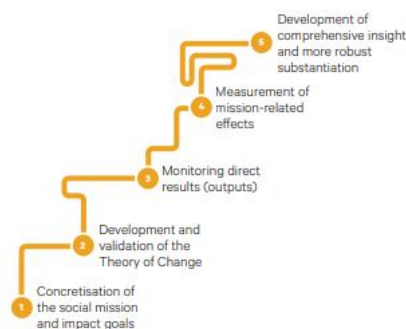 5
Development of
comprehensive insight
and more robust
substantiation
4
Measurement of
mission-related
effects
3
Monitoring direct
results (outputs)
2
Development and
validation of the
Theory of Change
1
Concretisation of
the social mission
and impact goals